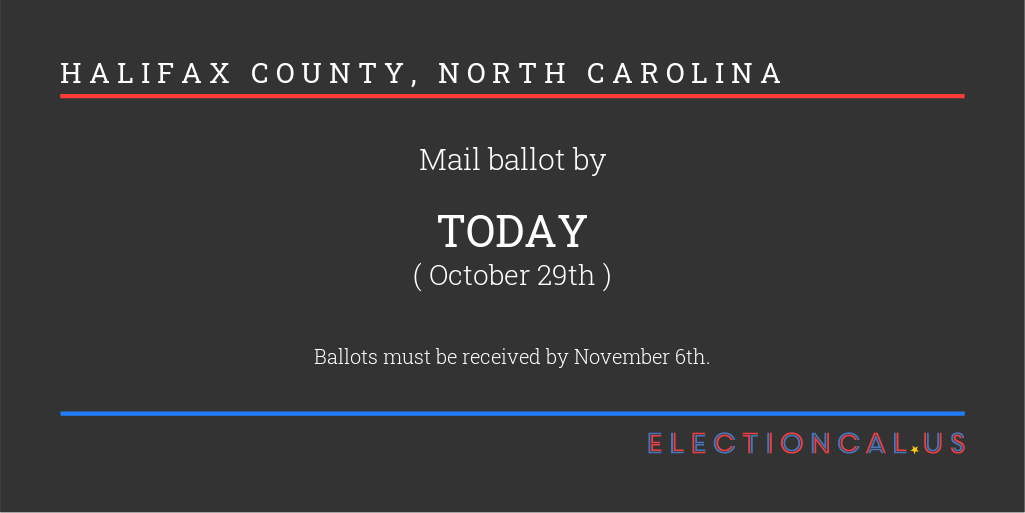 HALIFAX COUNTY, NORTH CAROLINA
Mail ballot by
TODAY
( October 29th )
Ballots must be received by November 6th.
ELECTIONCAL.US